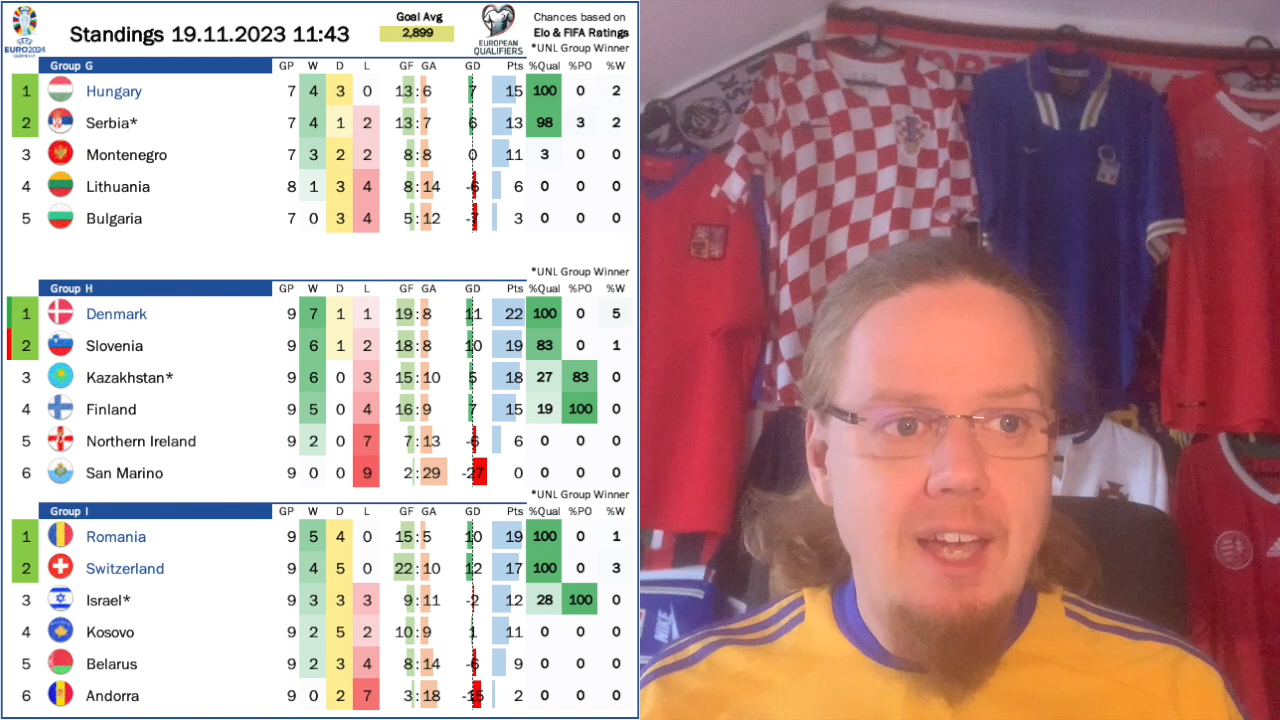 EURO2024
GERMANY
Standings 19.11.2023 11:43
Goal Avg
2,899
EUROPEAN
QUALIFIERS
Chances based on
Elo & FIFA Ratings
*UNL Group Winner
Group G GP W D L GF GA GD Pts %Qual %PO %W
1 Hungary 7 4 3 0 13:6 7 15 100 0 2
2 Serbia* 7 4 1 2 13:7 6 13 98 3 2
3 Montenegro 7 3 2 2 8:8 0 11 3 0 0
4 Lithuania 8 1 3 4 8:14 -6 6 0 0 0
5 Bulgaria 7 0 3 4 5:12 -7 3 0 0 0
*UNL Group Winner
Group H GP W D L GF GA GD Pts %Qual %PO %W
1 Denmark 9 7 1 1 19:8 11 22 100 0 5
2 Slovenia 9 6 1 2 18:8 10 19 83 0 1
3 Kazakhstan* 9 6 0 3 15:10 5 18 27 83 0
4 Finland 9 5 0 4 16:9 7 15 19 100 0
5 Northern Ireland 9 2 0 7 7:13 -6 6 0 0 0
6 San Marino 9 0 0 9 2:29 -27 0 0 0 0
*UNL Group Winner
Group I GP W D L GF GA GD Pts %Qual %PO %W
1 Romania 9 5 4 0 15:5 10 19 100 0 1
2 Switzerland 9 4 5 0 22:10 12 17 100 0 3
3 Israel* 9 3 3 3 9:11 -2 12 28 100 0
4 Kosovo 9 2 5 2 10:9 1 11 0 0 0
5 Belarus 9 2 3 4 8:14 -6 9 0 0 0
6 Andorra 9 0 2 7 3:18 -15 2 0 0 0
NIKE